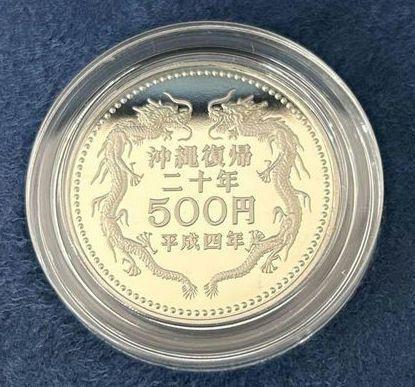 沖縄復帰
二十年
500円
平成四年